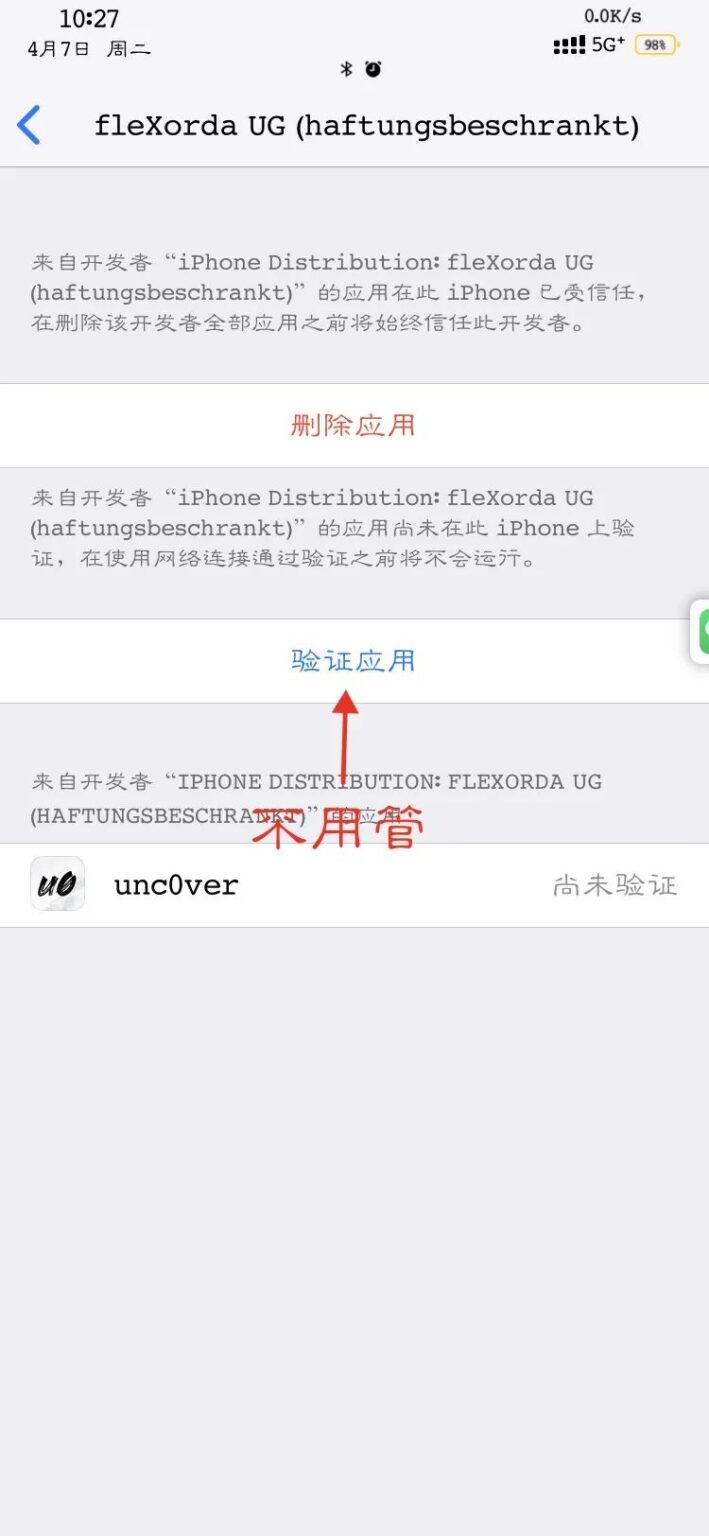 10:27
0.0K/s
4月7日 周二
5G⁺ 98%
fleXorda UG (haftungsbeschrankt)
来自开发者“iPhone Distribution: fleXorda UG
(haftungsbeschrankt)”的应用在此 iPhone 已受信任，
在删除该开发者全部应用之前将始终信任此开发者。
删除应用
来自开发者“iPhone Distribution: fleXorda UG
(haftungsbeschrankt)”的应用尚未在此 iPhone 上验
证，在使用网络连接通过验证之前将不会运行。
验证应用
来自开发者“IPHONE DISTRIBUTION: FLEXORDA UG
(HAFTUNGSBESCHRANKT)”的应用
不用管
u0 unc0ver 尚未验证